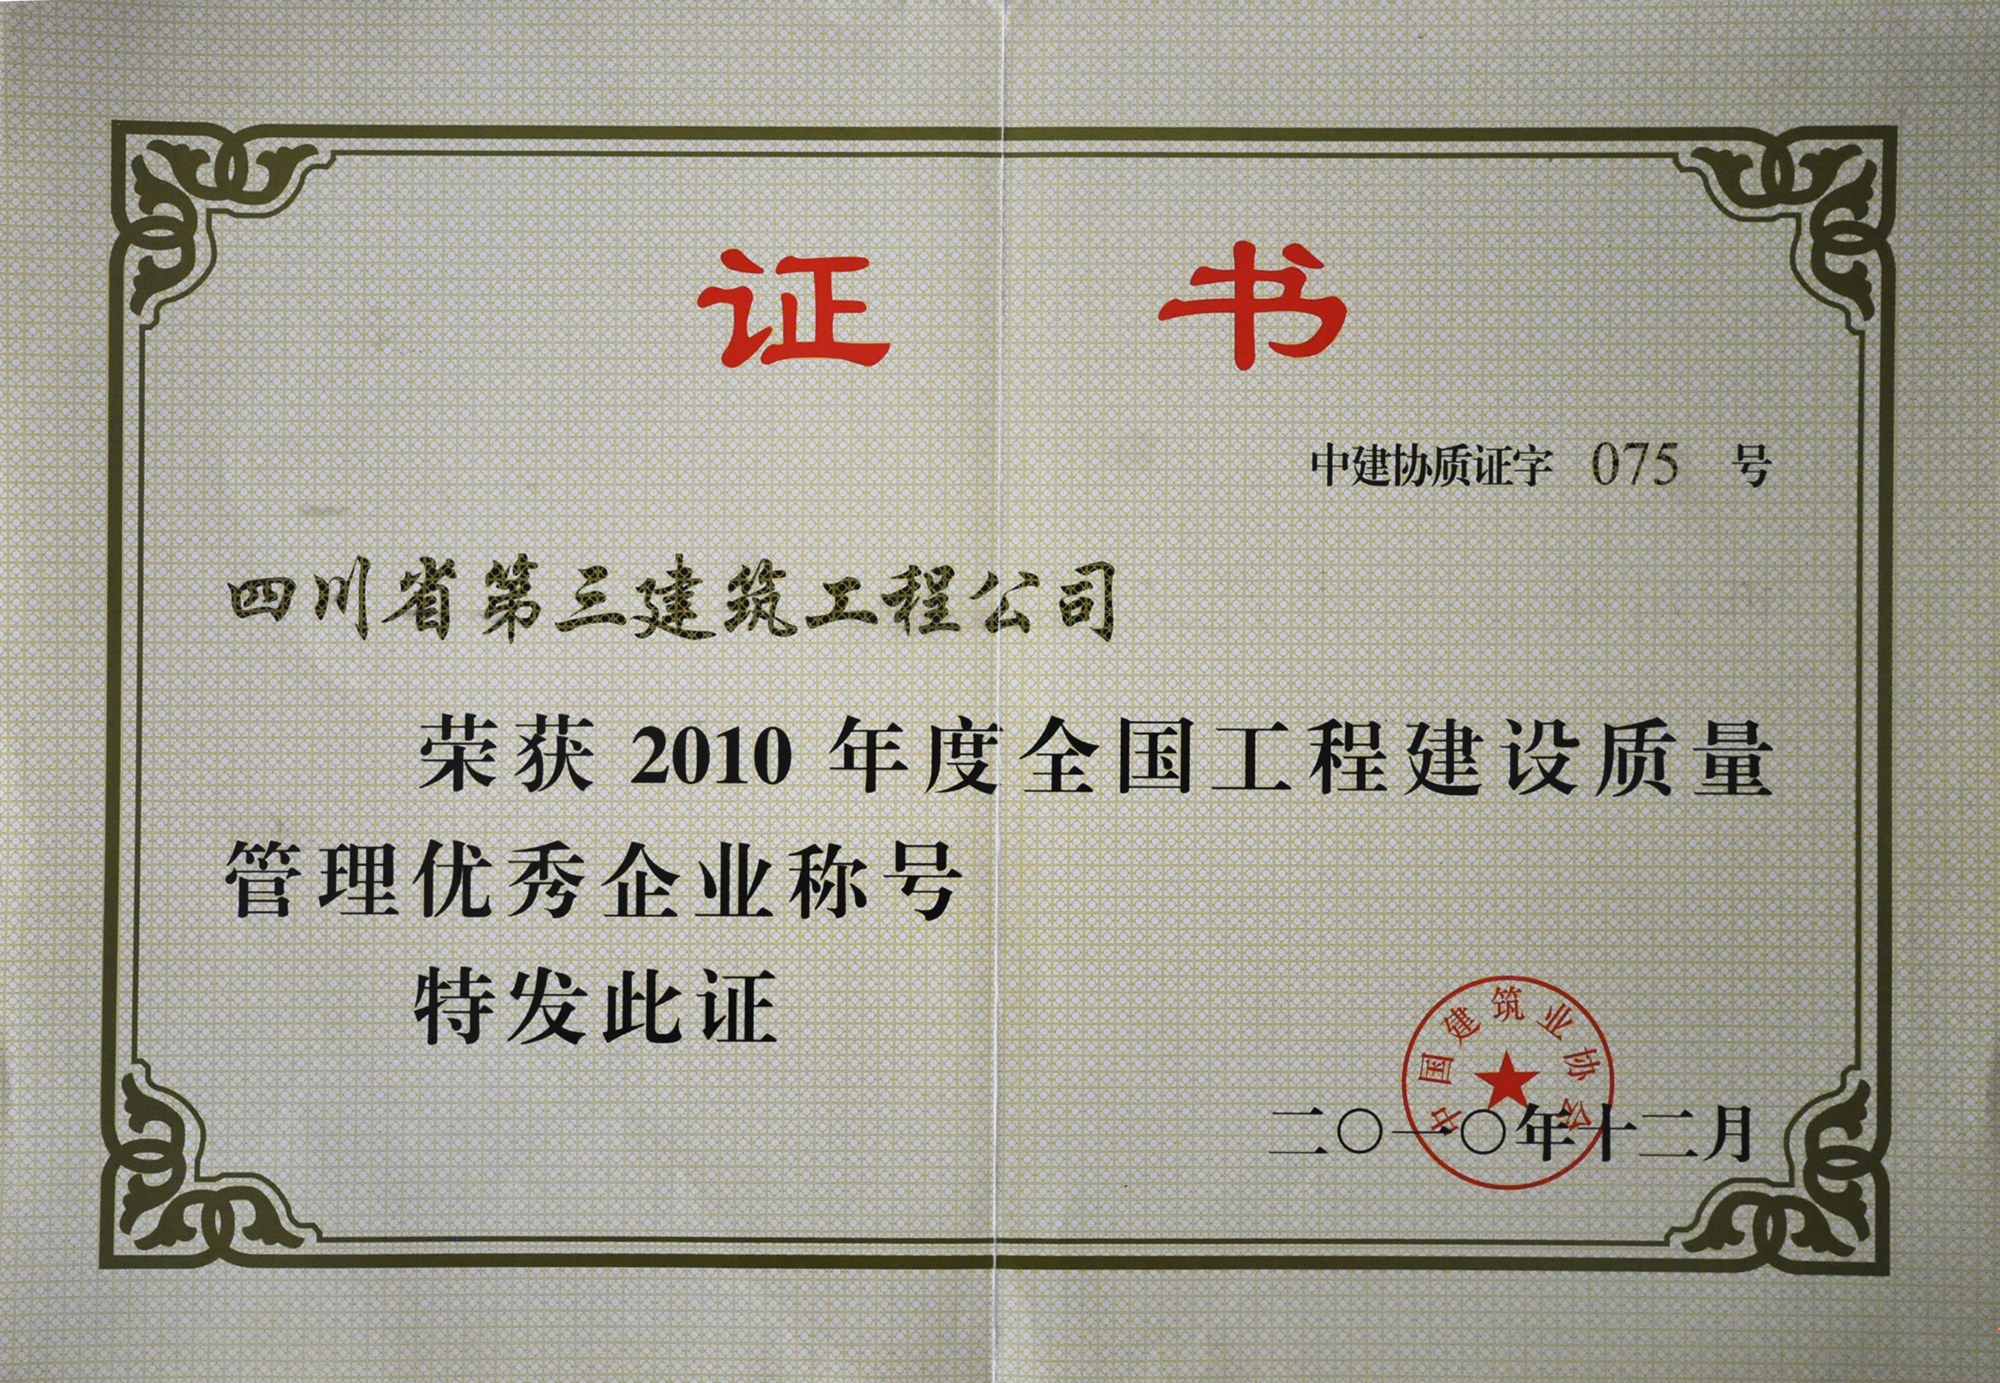 证书
中建协质证字 075 号
四川省第三建筑工程公司
荣获 2010 年度全国工程建设质量
管理优秀企业称号
特发此证
中国建筑业协会
二〇一〇年十二月